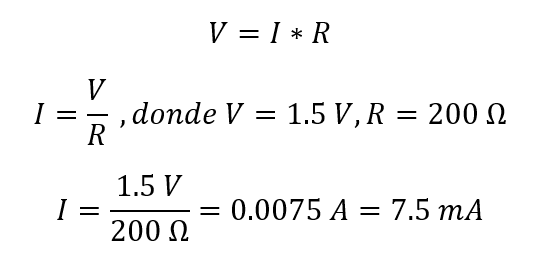 V = I * R
I = V/R , donde V = 1.5 V, R = 200 Ω
I = 1.5 V/200 Ω = 0.0075 A = 7.5 mA